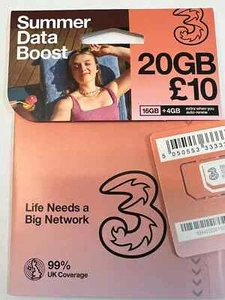 Summer
Data
Boost
20GB
£10
16GB +4GB
extra when you
auto-renew
Life Needs a
Big Network
3
99%
UK Coverage